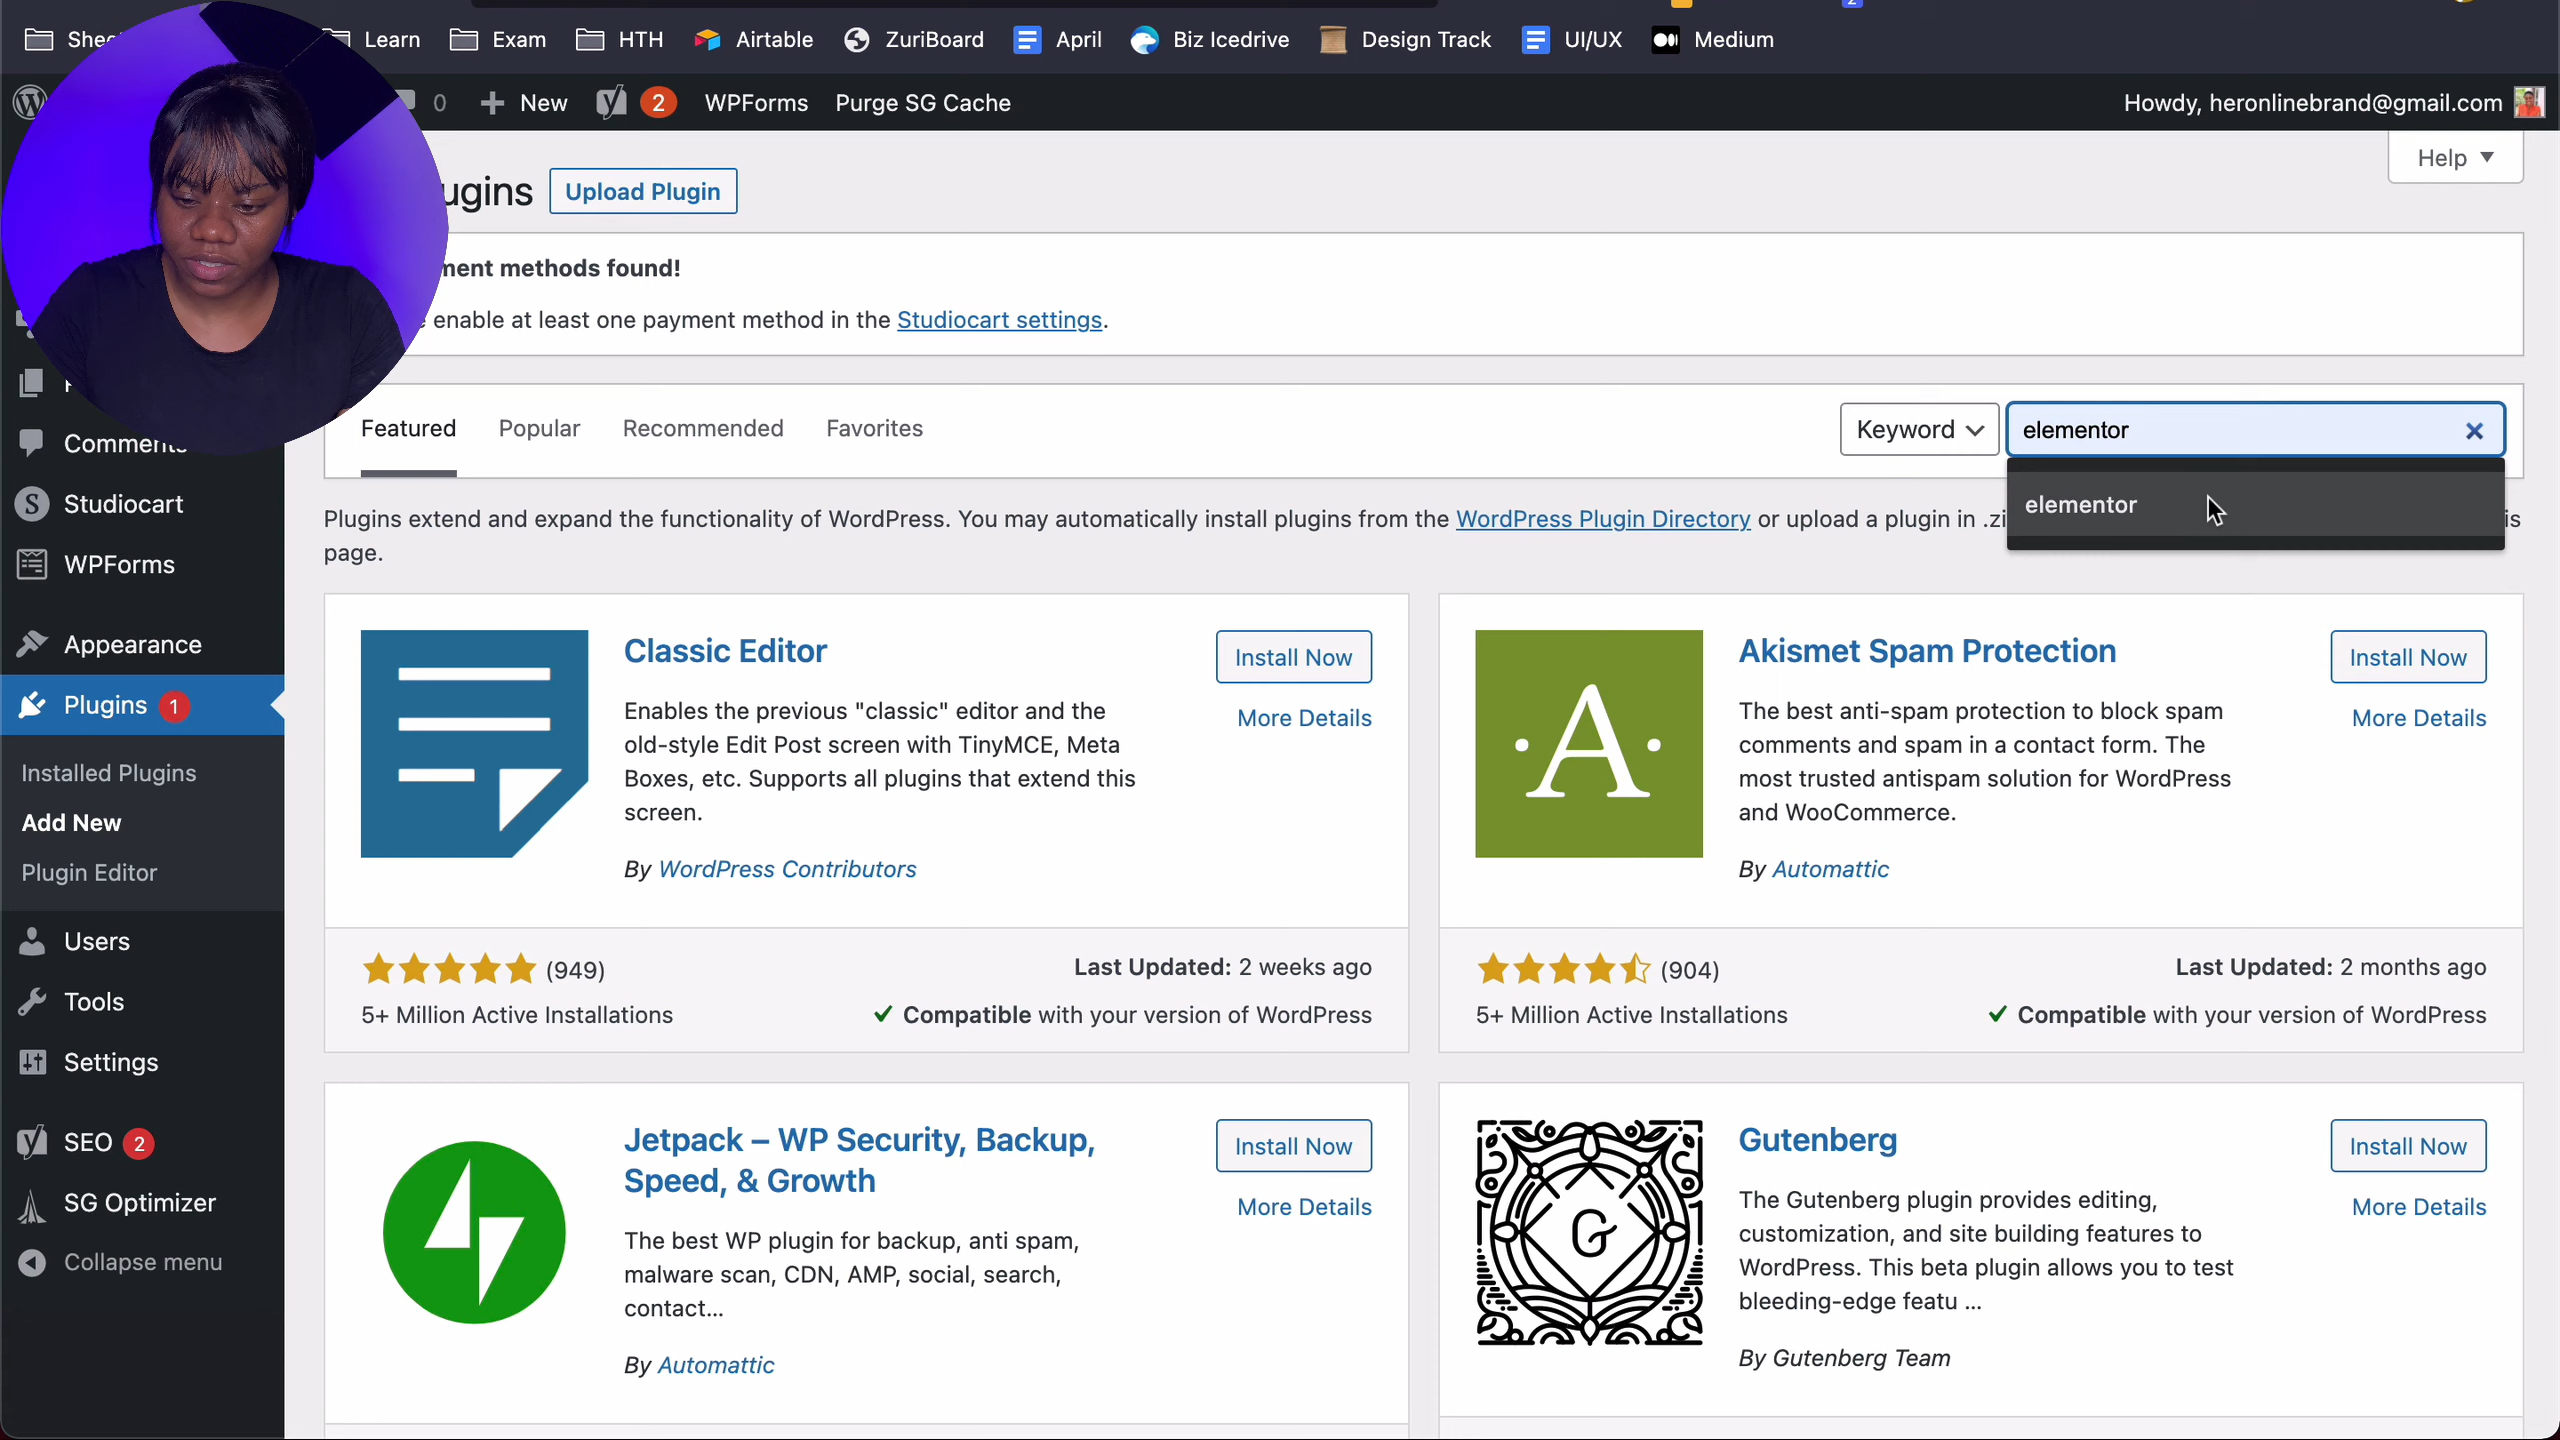 Learn
Exam
HTH
Airtable
ZuriBoard
April
Biz Icedrive
Design Track
UI/UX
Medium
0
New
2
WPForms
Purge SG Cache
Howdy, heronlinebrand@gmail.com
Help
Upload Plugin
methods found!
enable at least one payment method in the Studiocart settings.
Featured
Popular
Recommended
Favorites
Keyword
elementor
elementor
Plugins extend and expand the functionality of WordPress. You may automatically install plugins from the WordPress Plugin Directory or upload a plugin in
page.
Comments
Studiocart
WPForms
Appearance
Plugins 1
Installed Plugins
Add New
Plugin Editor
Users
Tools
Settings
SEO 2
SG Optimizer
Collapse menu
Classic Editor
Install Now
More Details
Enables the previous "classic" editor and the
old-style Edit Post screen with TinyMCE, Meta
Boxes, etc. Supports all plugins that extend this
screen.
By WordPress Contributors
(949)
Last Updated: 2 weeks ago
5+ Million Active Installations
Compatible with your version of WordPress
A
Akismet Spam Protection
Install Now
More Details
The best anti-spam protection to block spam
comments and spam in a contact form. The
most trusted antispam solution for WordPress
and WooCommerce.
By Automattic
(904)
Last Updated: 2 months ago
5+ Million Active Installations
Compatible with your version of WordPress
Jetpack – WP Security, Backup,
Speed, & Growth
Install Now
More Details
The best WP plugin for backup, anti spam,
malware scan, CDN, AMP, social, search,
contact...
By Automattic
G
Gutenberg
Install Now
More Details
The Gutenberg plugin provides editing,
customization, and site building features to
WordPress. This beta plugin allows you to test
bleeding-edge featu ...
By Gutenberg Team